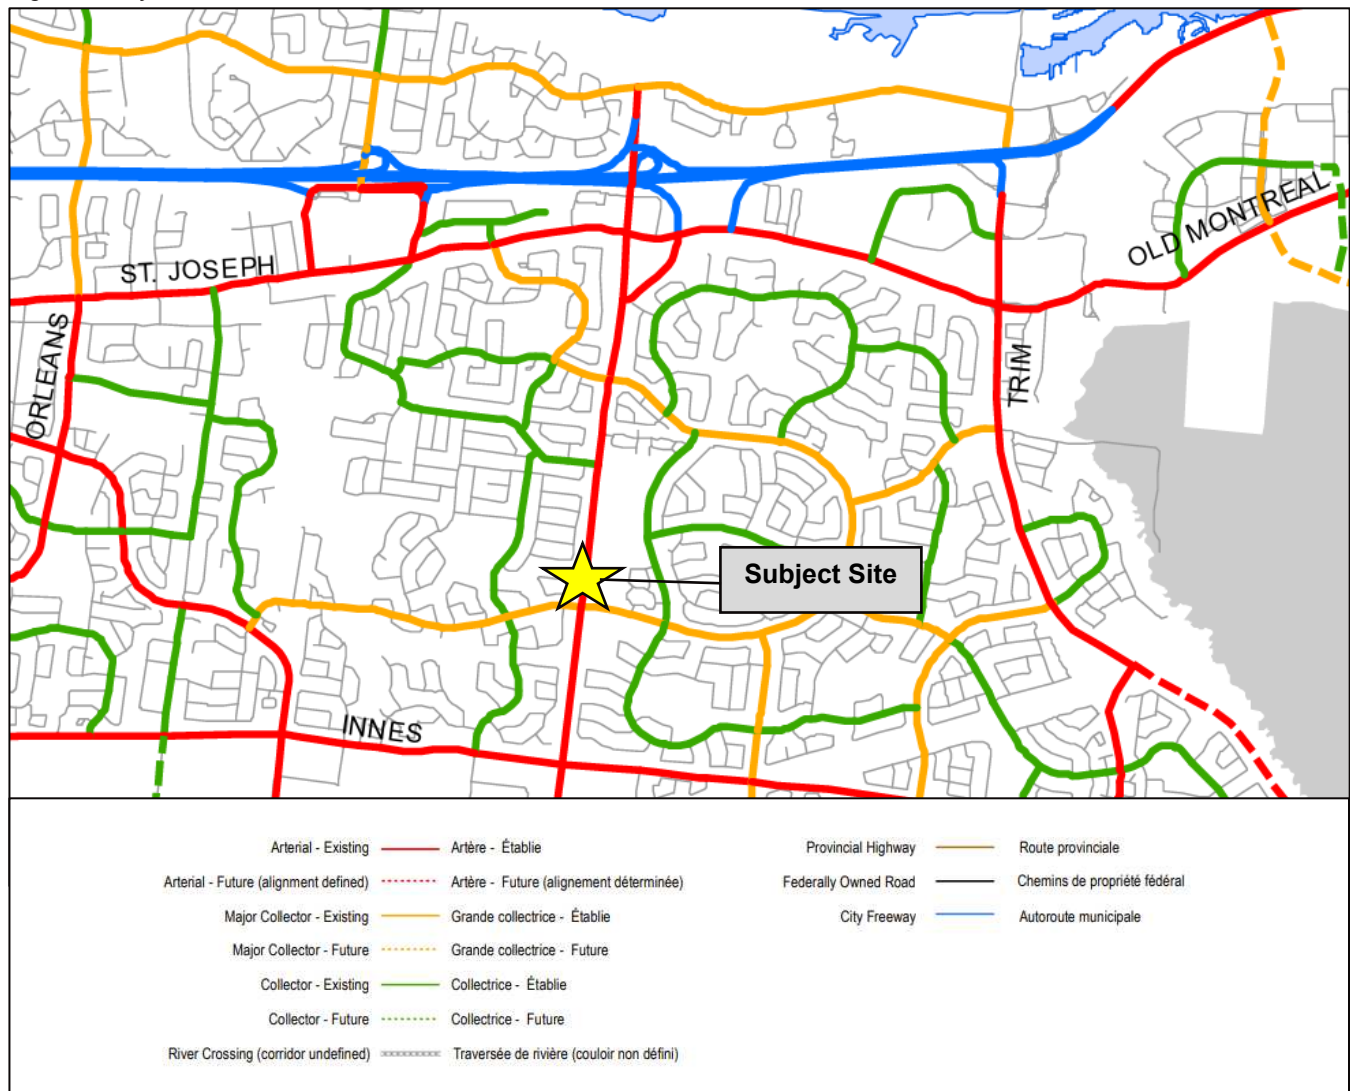 ST. JOSEPH
ORLEANS
OLD MONTREAL
TRIM
Subject Site
INNES
Arterial - Existing Artère - Établie
Arterial - Future (alignment defined) Artère - Future (alignement déterminée)
Major Collector - Existing Grande collectrice - Établie
Major Collector - Future Grande collectrice - Future
Collector - Existing Collectrice - Établie
Collector - Future Collectrice - Future
River Crossing (corridor undefined) Traversée de rivière (couloir non défini)
Provincial Highway Route provinciale
Federally Owned Road Chemins de propriété fédéral
City Freeway Autoroute municipale